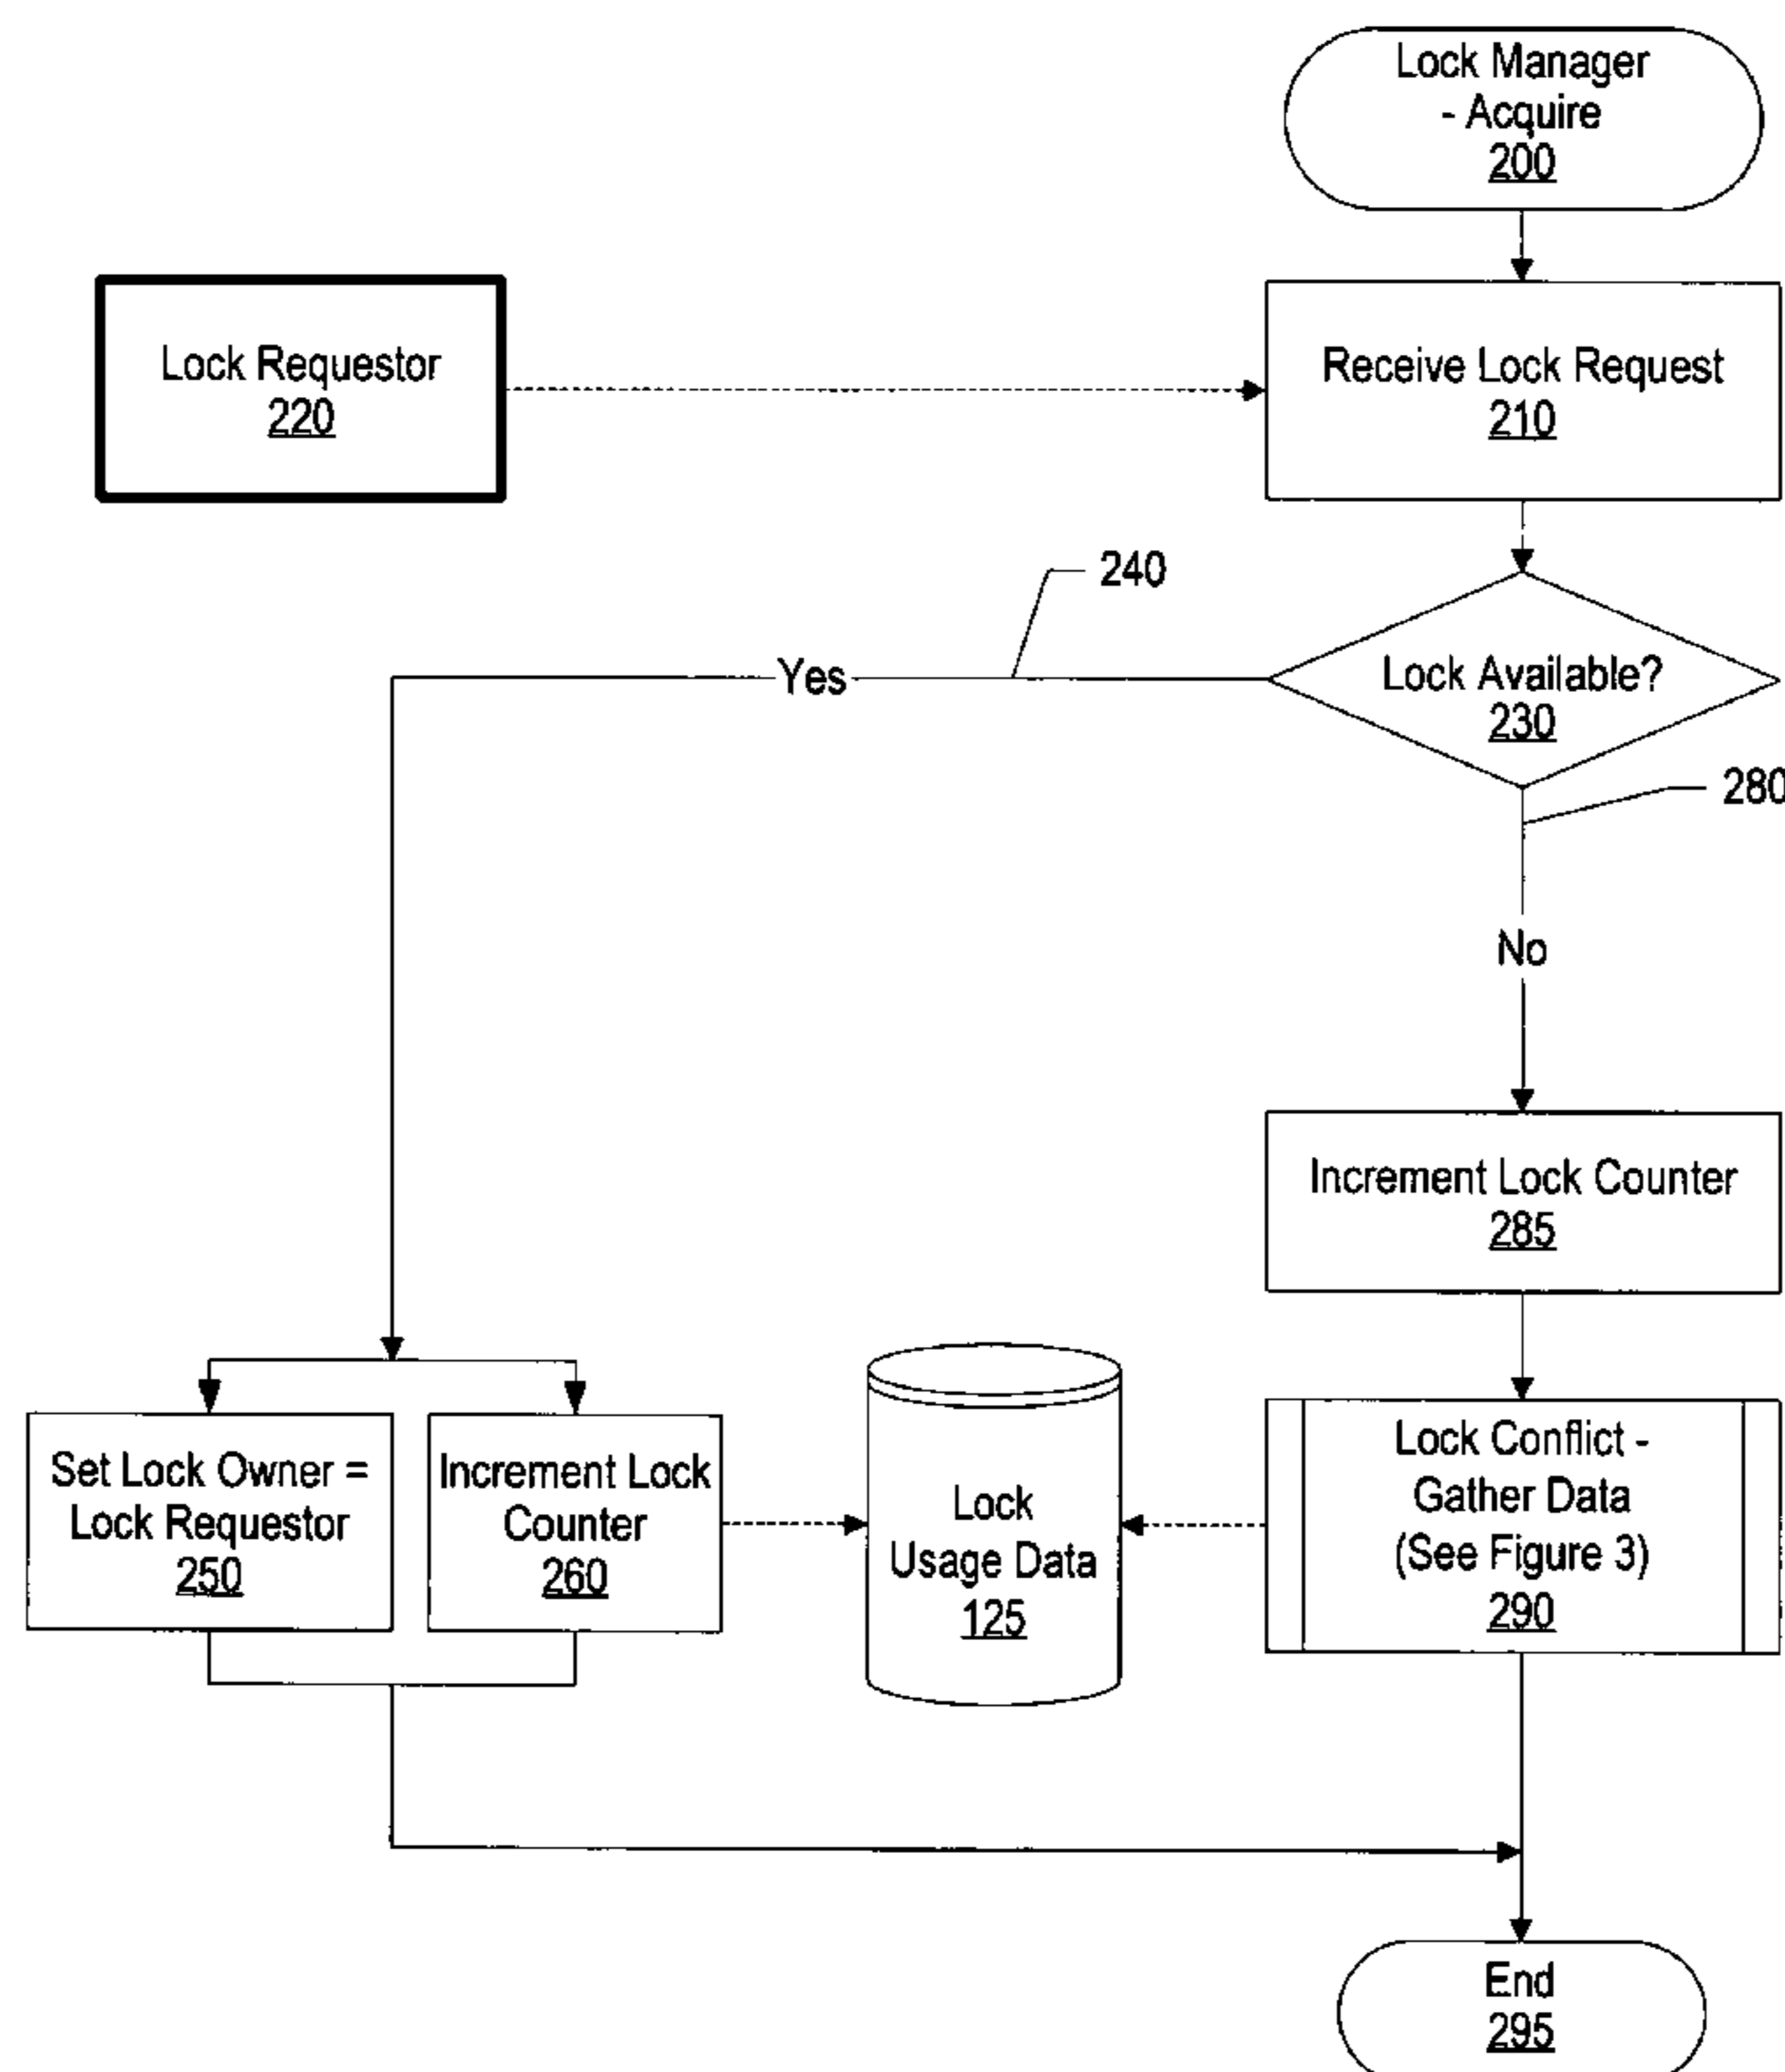 Lock Manager
- Acquire
200
Lock Requestor
220
Receive Lock Request
210
240
Yes
Lock Available?
230
280
No
Increment Lock Counter
285
Set Lock Owner =
Lock Requestor
250
Increment Lock
Counter
260
Lock
Usage Data
125
Lock Conflict -
Gather Data
(See Figure 3)
290
End
295